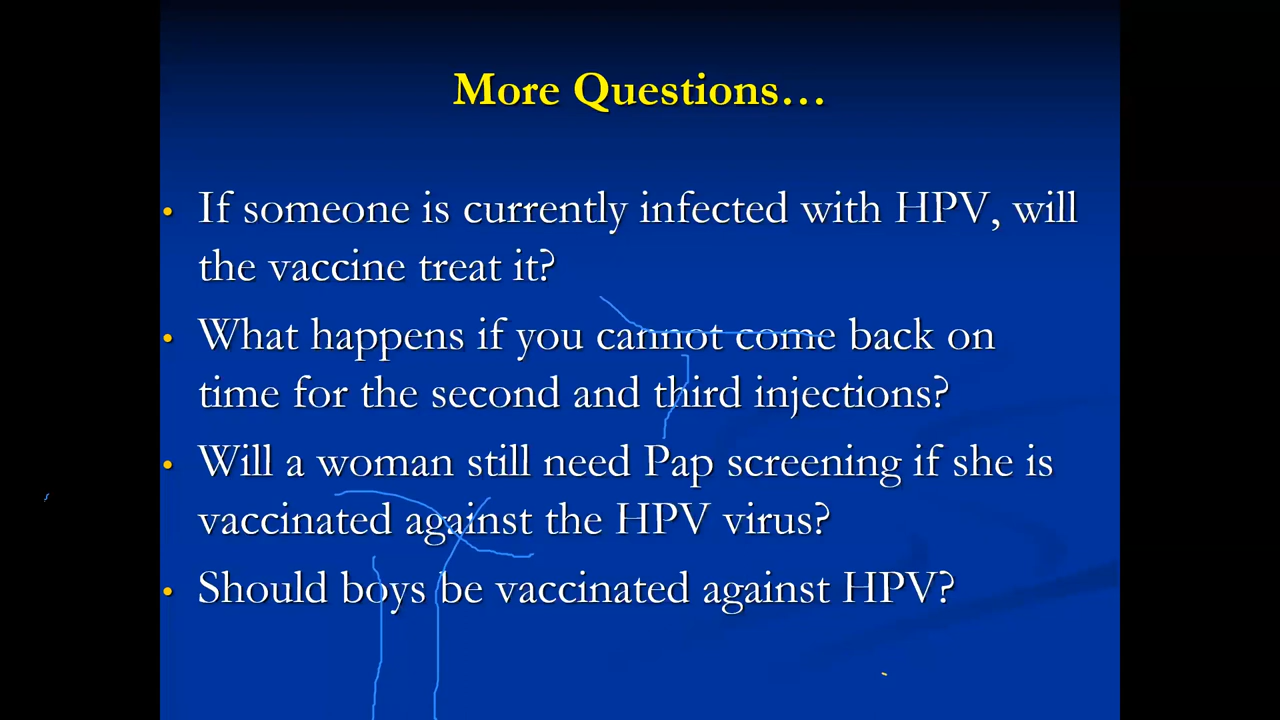 More Questions…
• If someone is currently infected with HPV, will
the vaccine treat it?
• What happens if you cannot come back on
time for the second and third injections?
• Will a woman still need Pap screening if she is
vaccinated against the HPV virus?
• Should boys be vaccinated against HPV?